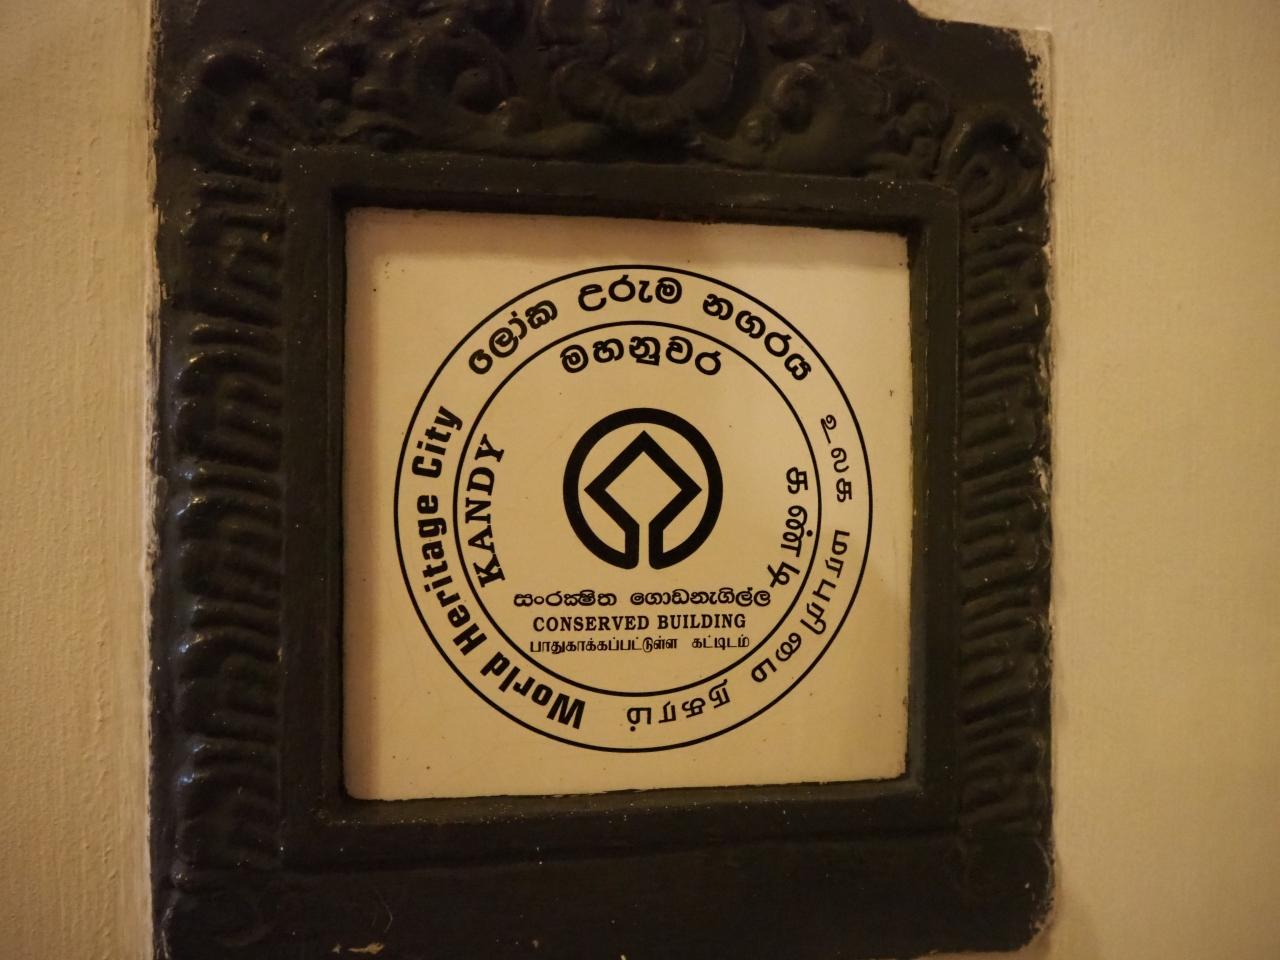 ලෝක උරුම නගරය
உலக மரபுரிமை நகரம்
World Heritage City
මහනුවර
கண்டி
KANDY
සංරක්ෂිත ගොඩනැගිල්ල
CONSERVED BUILDING
பாதுகாக்கப்பட்டுள்ள கட்டிடம்